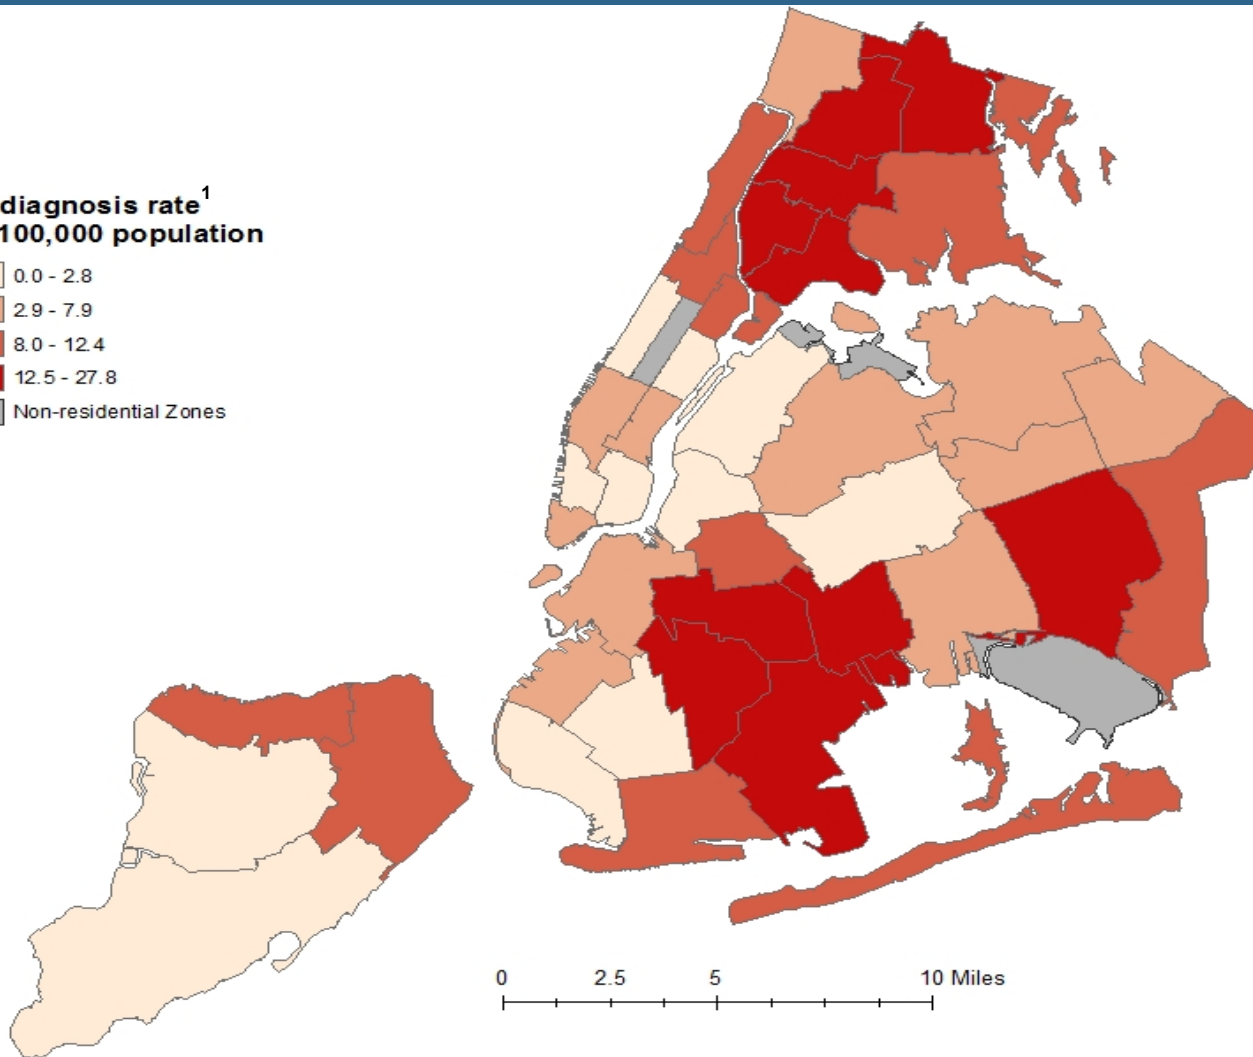 diagnosis rate1
100,000 population
0.0 - 2.8
2.9 - 7.9
8.0 - 12.4
12.5 - 27.8
Non-residential Zones
0 2.5 5 10 Miles